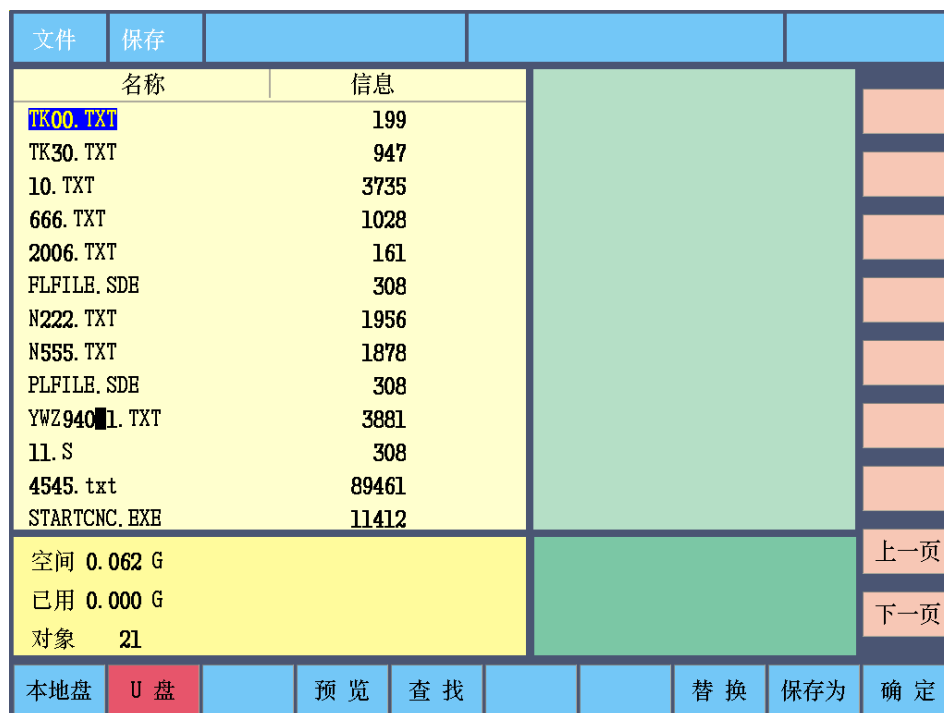 文件 保存
名称 信息
TK00.TXT 199
TK30.TXT 947
10.TXT 3735
666.TXT 1028
2006.TXT 161
FLFILE.SDE 308
N222.TXT 1956
N555.TXT 1878
PLFILE.SDE 308
YWZ940█1.TXT 3881
11.S 308
4545.txt 89461
STARTCNC.EXE 11412
空间 0.062 G
已用 0.000 G
对象 21
上一页
下一页
本地盘 U 盘 预 览 查 找 替 换 保存为 确 定